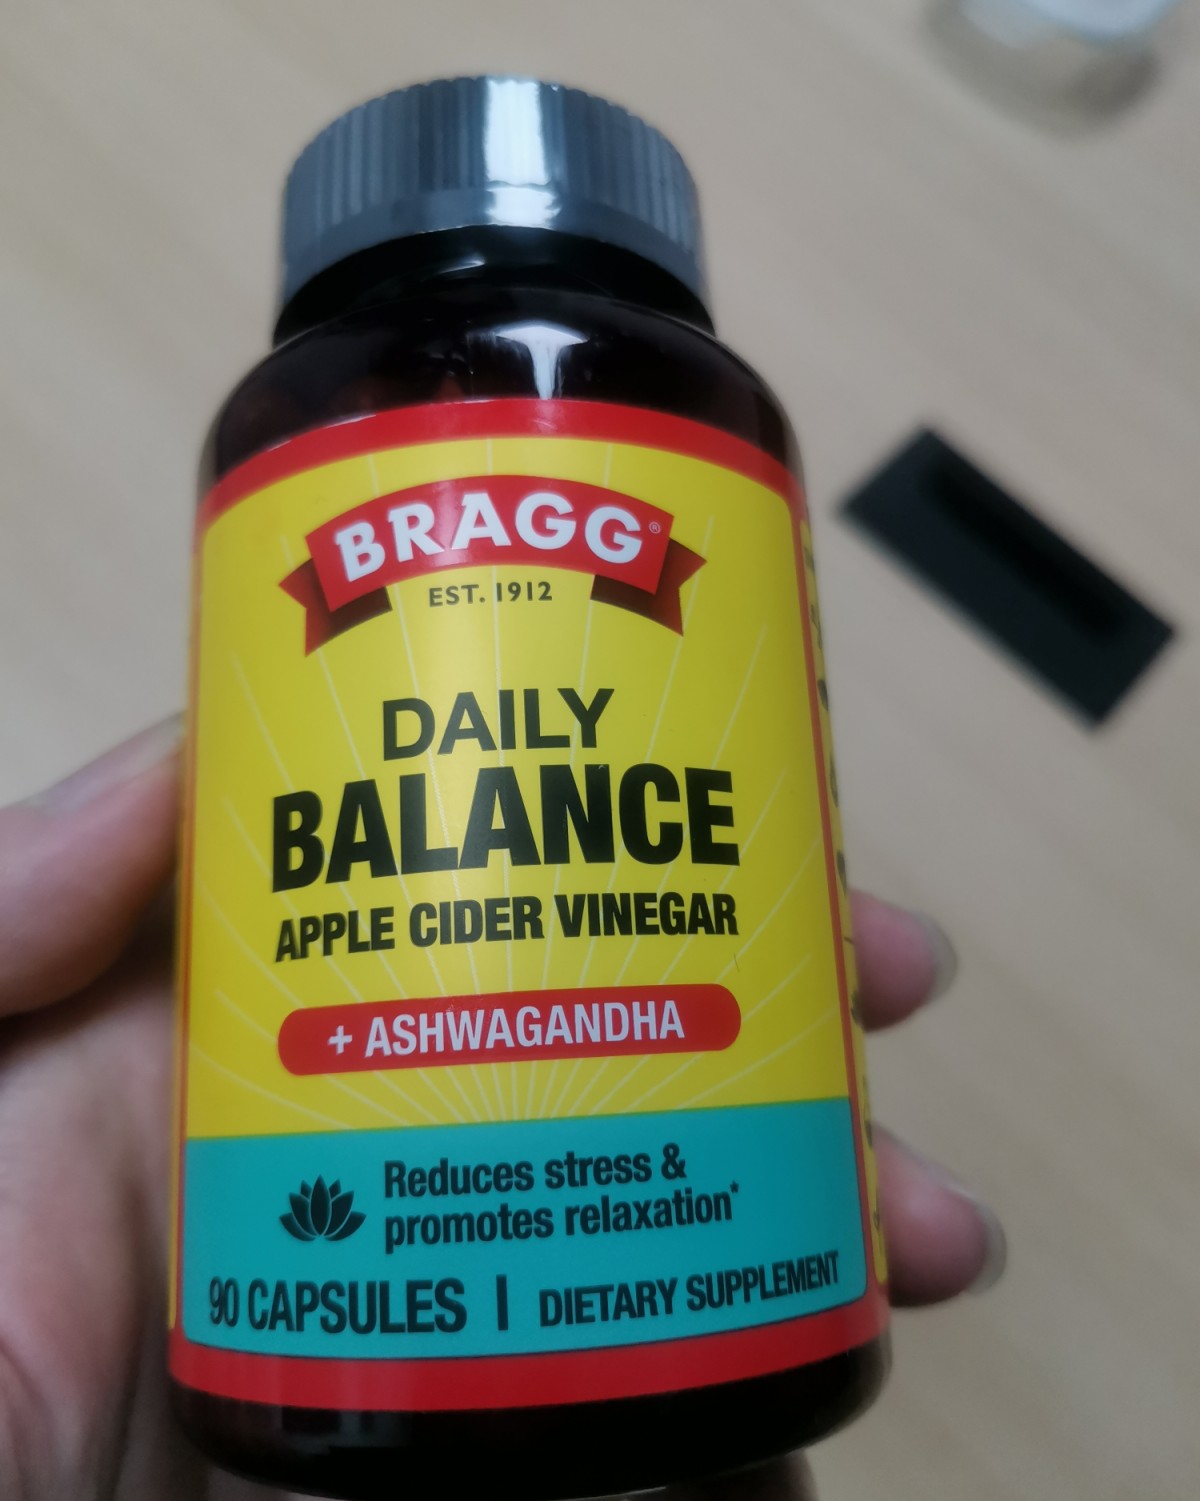 BRAGG®
EST. 1912
DAILY
BALANCE
APPLE CIDER VINEGAR
+ ASHWAGANDHA
Reduces stress &
promotes relaxation*
90 CAPSULES | DIETARY SUPPLEMENT